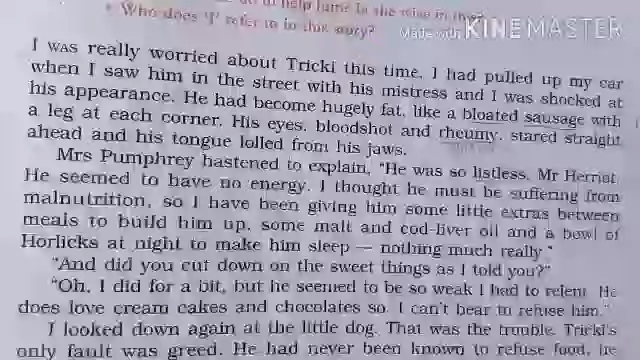 to help him? Is she wise in this?
• Who does 'I' refer to in this story?
Made with KINEMASTER
I was really worried about Tricki this time. I had pulled up my car
when I saw him in the street with his mistress and I was shocked at
his appearance. He had become hugely fat, like a bloated sausage with
a leg at each corner. His eyes, bloodshot and rheumy, stared straight
ahead and his tongue lolled from his jaws.
Mrs Pumphrey hastened to explain, "He was so listless, Mr Herriot.
He seemed to have no energy. I thought he must be suffering from
malnutrition, so I have been giving him some little extras between
meals to build him up, some malt and cod-liver oil and a bowl of
Horlicks at night to make him sleep — nothing much really."
"And did you cut down on the sweet things as I told you?"
"Oh, I did for a bit, but he seemed to be so weak I had to relent. He
does love cream cakes and chocolates so. I can't bear to refuse him."
I looked down again at the little dog. That was the trouble. Tricki's
only fault was greed. He had never been known to refuse food, he